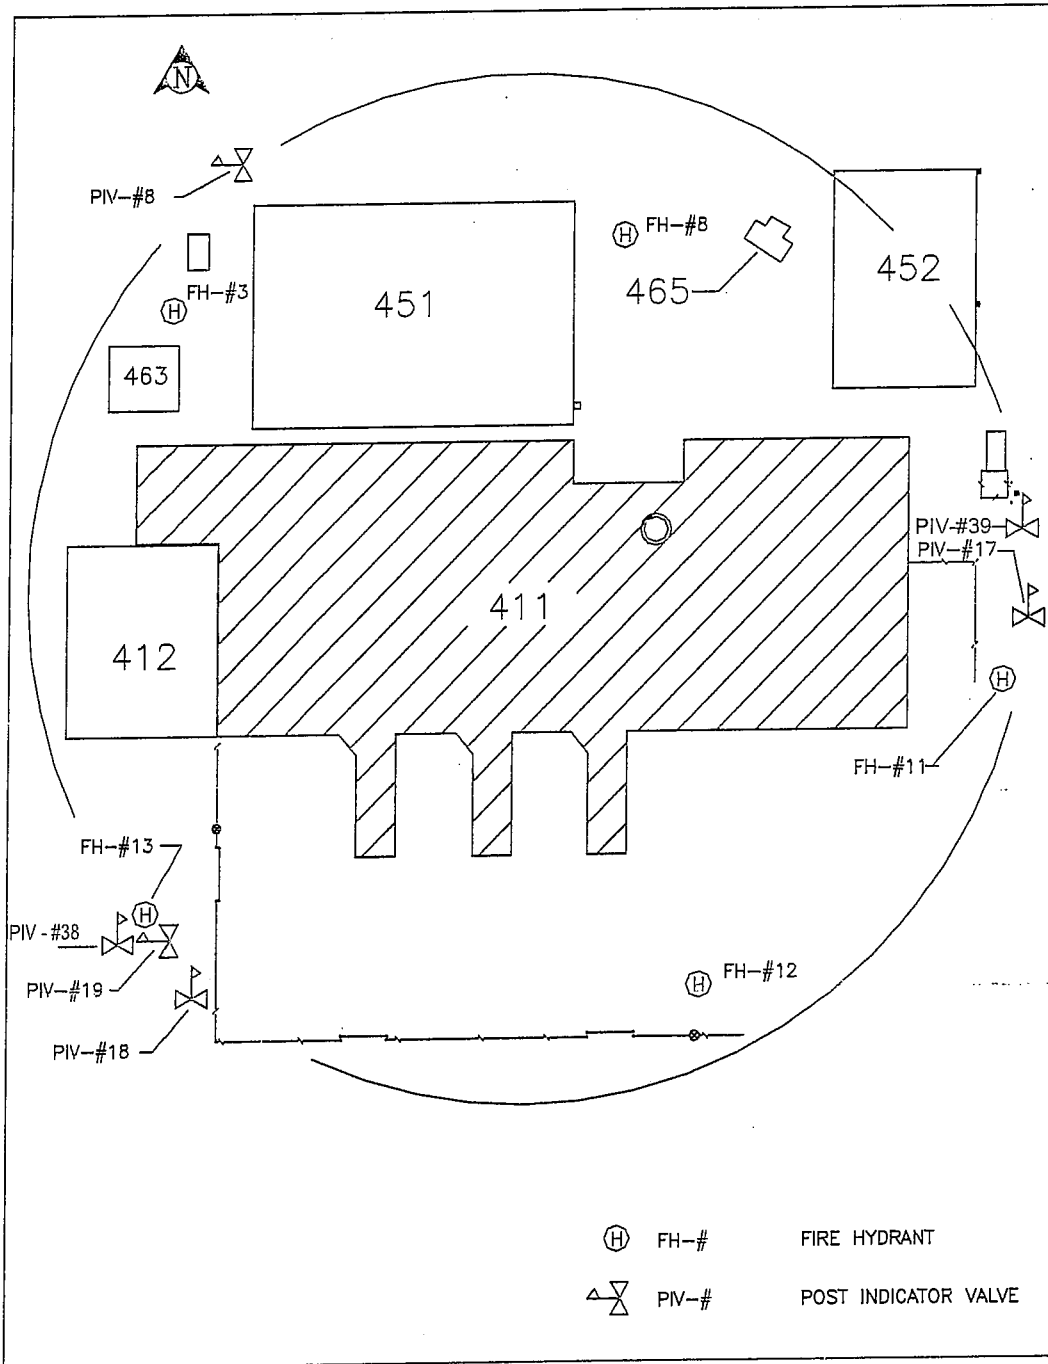 N
PIV-#8
FH-#8
FH-#3
451
465
452
463
PIV-#39
PIV-#17
411
412
FH-#11
FH-#13
H
H
H
H
H
PIV-#38
PIV-#19
FH-#12
PIV-#18
H FH-# FIRE HYDRANT
PIV-# POST INDICATOR VALVE